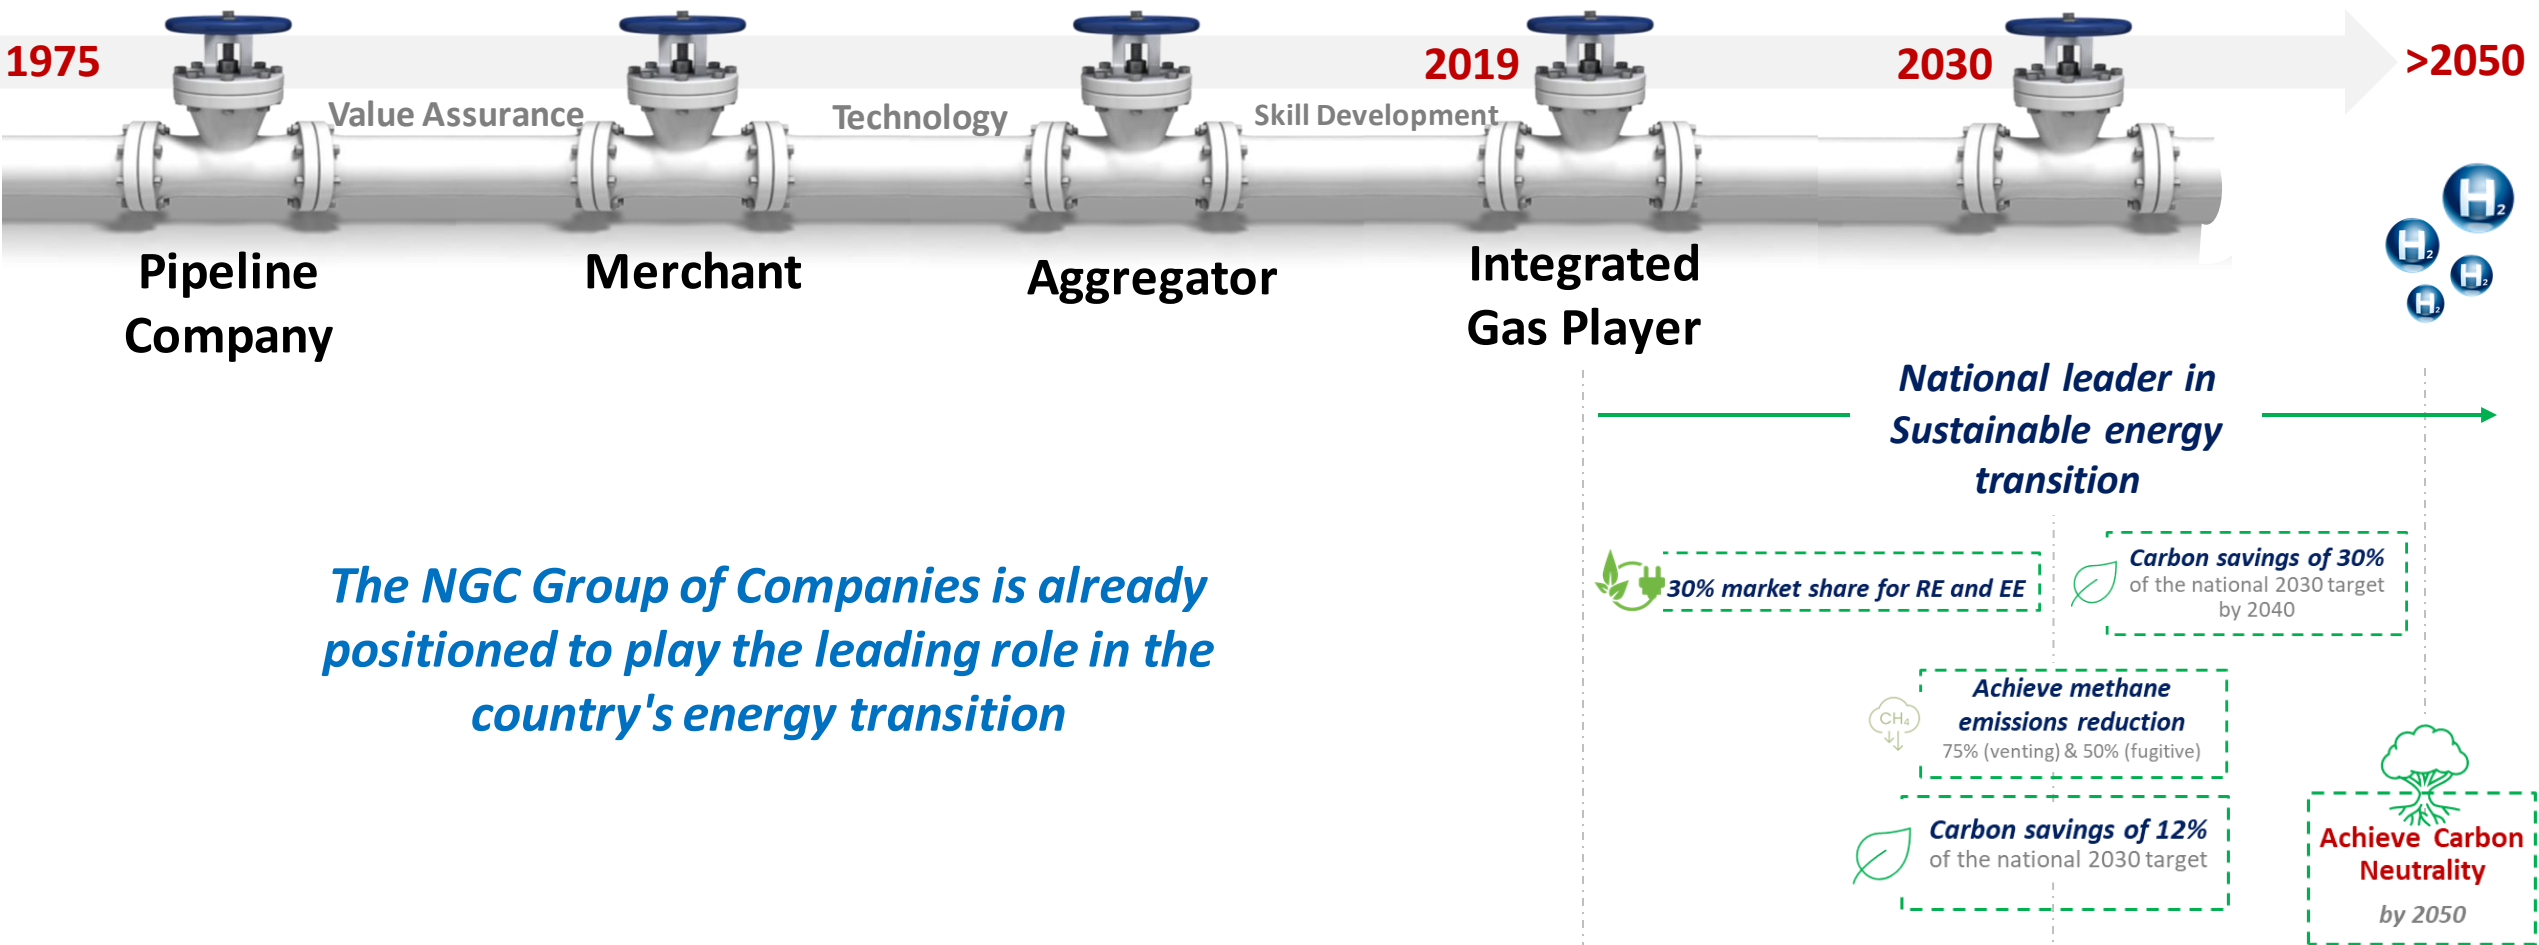 1975
2019
2030
>2050
Value Assurance
Technology
Skill Development
H2
H2
H2
H2
Pipeline
Company
Merchant
Aggregator
Integrated
Gas Player
National leader in
Sustainable energy
transition
The NGC Group of Companies is already
positioned to play the leading role in the
country's energy transition
30% market share for RE and EE
Carbon savings of 30%
of the national 2030 target
by 2040
CH4
Achieve methane
emissions reduction
75% (venting) & 50% (fugitive)
Carbon savings of 12%
of the national 2030 target
Achieve Carbon
Neutrality
by 2050